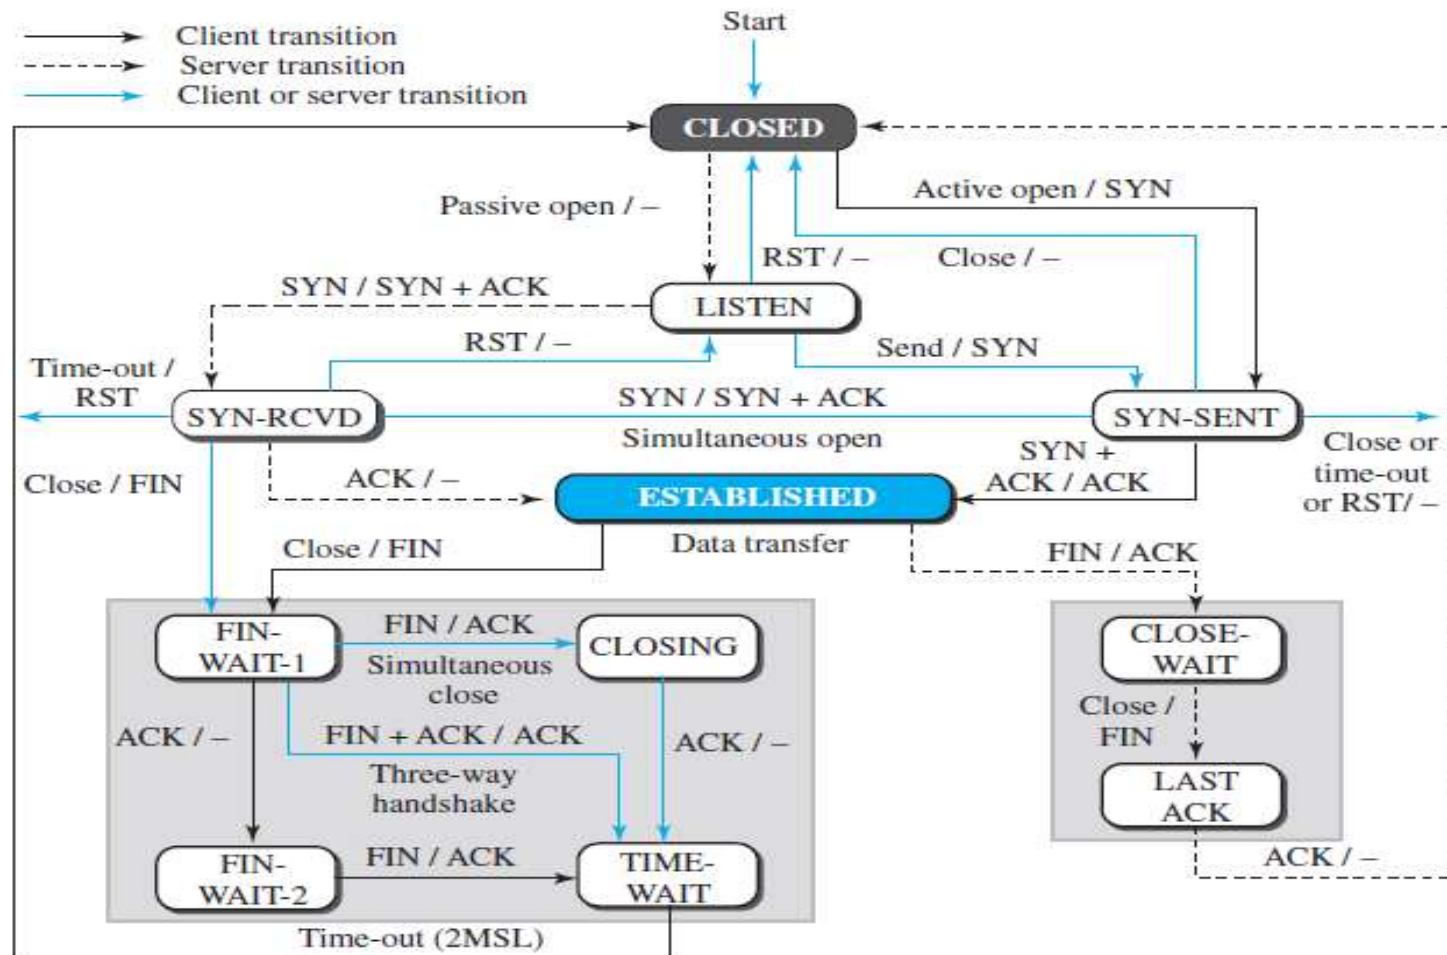 Start
Client transition
Server transition
Client or server transition
CLOSED
Active open / SYN
Passive open / –
RST / –
Close / –
SYN / SYN + ACK
LISTEN
RST / –
Send / SYN
Time-out /
RST
SYN-RCVD
SYN / SYN + ACK
Simultaneous open
SYN-SENT
Close or
time-out
or RST/ –
Close / FIN
ACK / –
SYN +
ACK / ACK
ESTABLISHED
Data transfer
Close / FIN
FIN / ACK
FIN-
WAIT-1
FIN / ACK
Simultaneous
close
CLOSING
CLOSE-
WAIT
Close /
FIN
ACK / –
FIN + ACK / ACK
Three-way
handshake
ACK / –
LAST
ACK
FIN-
WAIT-2
FIN / ACK
TIME-
WAIT
ACK / –
Time-out (2MSL)